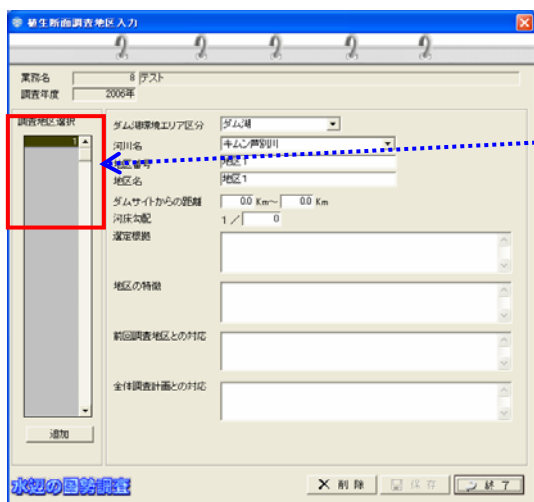 植生断面調査地区入力
業務名 8 テスト
調査年度 2006年
調査地区選択
1
追加
ダム湖環境エリア区分 ダム湖
河川名 キムン芦別川
地区番号 地区1
地区名 地区1
ダムサイトからの距離 0.0 Km～ 0.0 Km
河床勾配 1／ 0
選定根拠
地区の特徴
前回調査地区との対応
全体調査計画との対応
水辺の国勢調査
削除 保存 終了